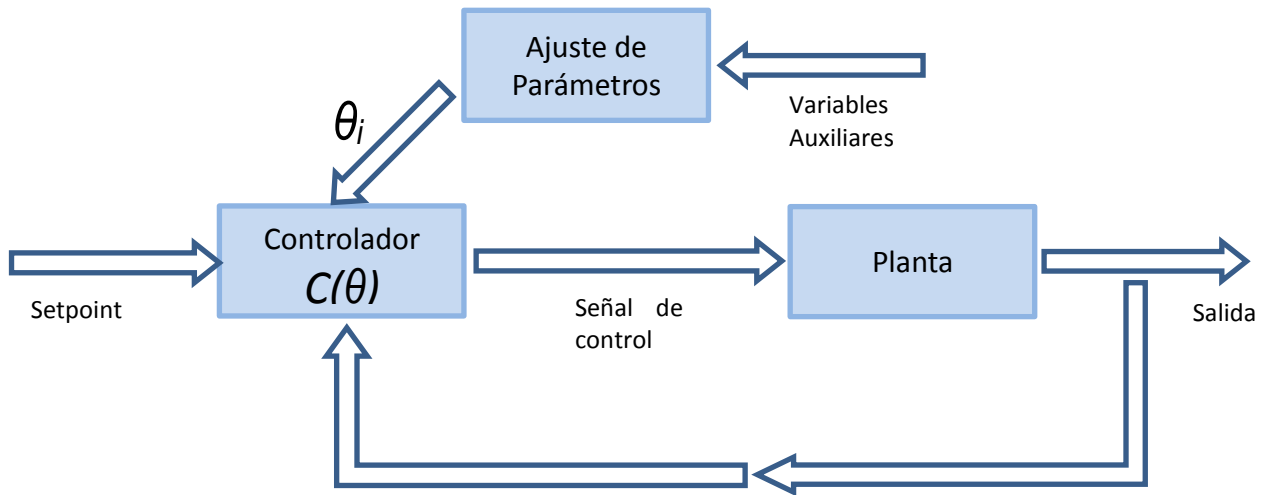 Ajuste de
Parámetros
Variables
Auxiliares
θi
Controlador
C(θ)
Planta
Setpoint
Señal de
control
Salida